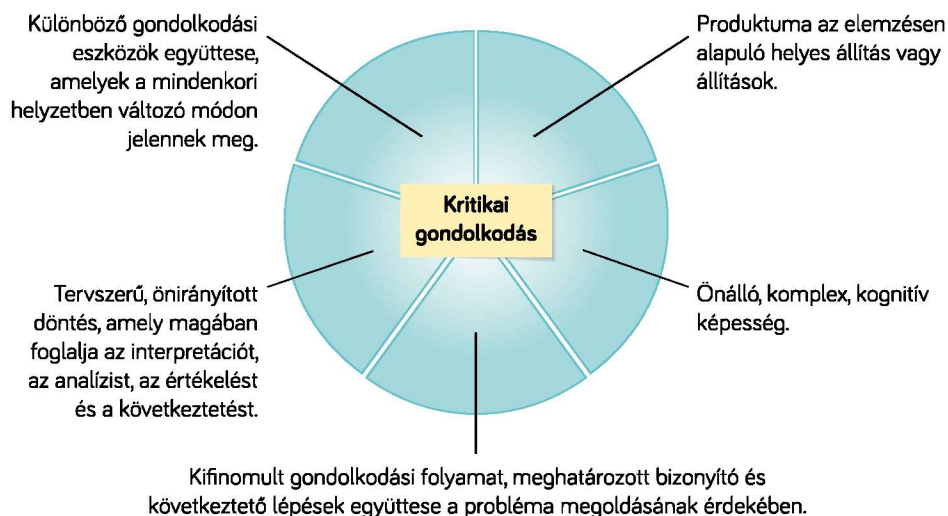 Különböző gondolkodási
eszközök együttese,
amelyek a mindenkori
helyzetben változó módon
jelennek meg.
Produktuma az elemzésen
alapuló helyes állítás vagy
állítások.
Kritikai
gondolkodás
Tervszerű, önirányított
döntés, amely magában
foglalja az interpretációt,
az analízist, az értékelést
és a következtetést.
Önálló, komplex, kognitív
képesség.
Kifinomult gondolkodási folyamat, meghatározott bizonyító és
következtető lépések együttese a probléma megoldásának érdekében.